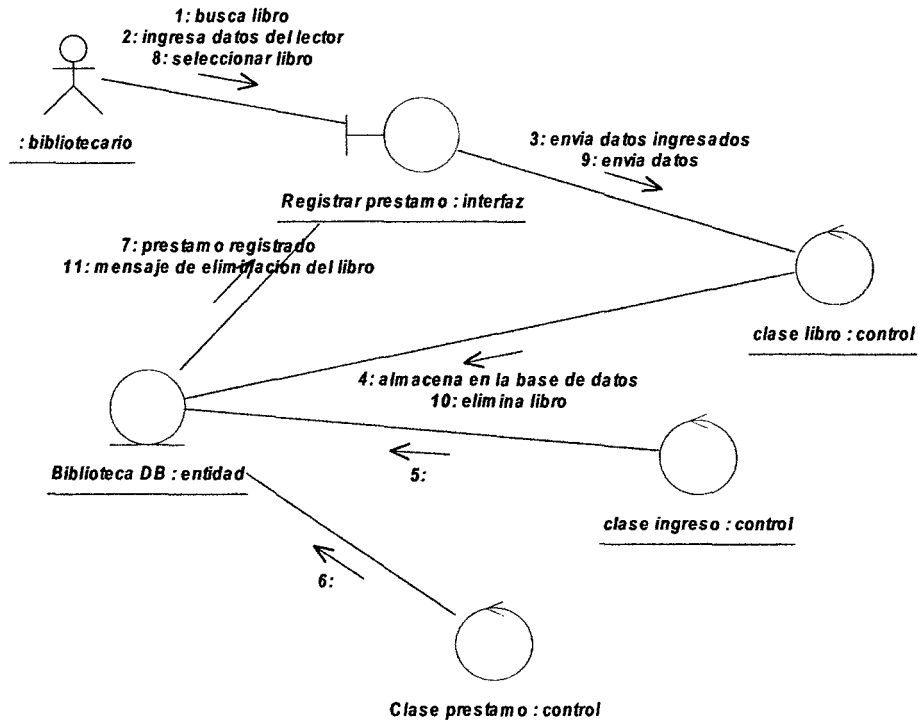 1: busca libro
2: ingresa datos del lector
8: seleccionar libro
: bibliotecario
3: envia datos ingresados
9: envia datos
Registrar prestamo : interfaz
7: prestamo registrado
11: mensaje de eliminacion del libro
clase libro : control
4: almacena en la base de datos
10: elimina libro
Biblioteca DB : entidad
5:
clase ingreso : control
6:
Clase prestamo : control